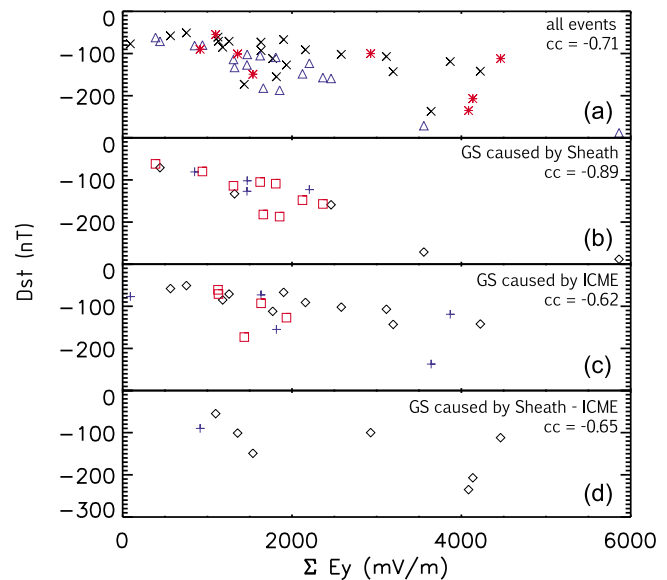 all events
cc = -0.71
(a)
0
-100
-200
GS caused by Sheath
cc = -0.89
(b)
0
-100
-200
GS caused by ICME
cc = -0.62
(c)
0
-100
-200
GS caused by Sheath - ICME
cc = -0.65
(d)
0
-100
-200
-300
Dst (nT)
0 2000 4000 6000
Σ Ey (mV/m)